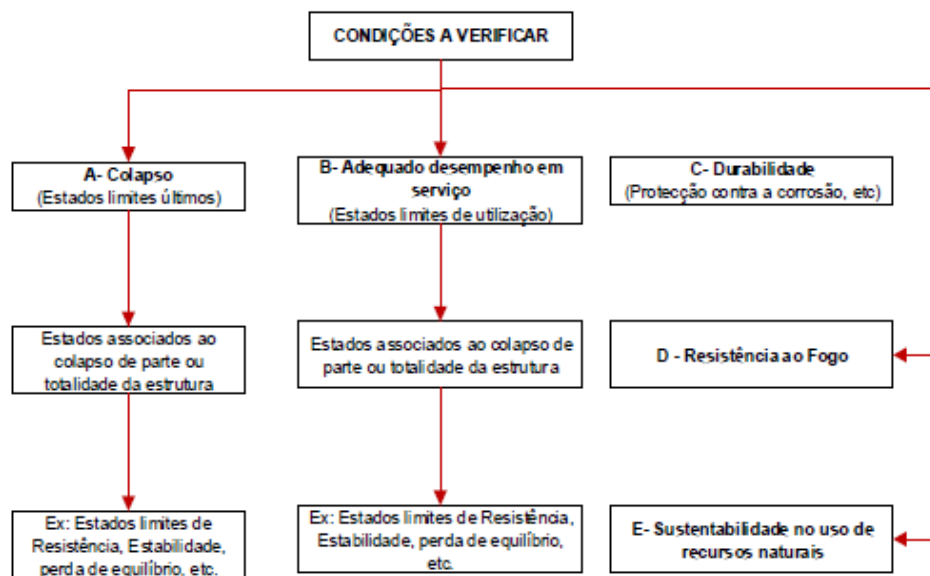 CONDIÇÕES A VERIFICAR
A- Colapso
(Estados limites últimos)
B- Adequado desempenho em
serviço
(Estados limites de utilização)
C- Durabilidade
(Protecção contra a corrosão, etc)
Estados associados ao
colapso de parte ou
totalidade da estrutura
Estados associados ao colapso de
parte ou totalidade da estrutura
D - Resistência ao Fogo
Ex: Estados limites de
Resistência, Estabilidade,
perda de equilíbrio, etc.
Ex: Estados limites de Resistência,
Estabilidade, perda de equilíbrio,
etc.
E- Sustentabilidade no uso de
recursos naturais